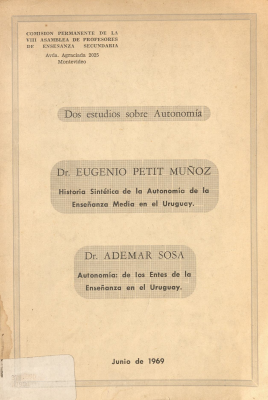 COMISION PERMANENTE DE LA
VIII ASAMBLEA DE PROFESORES
DE ENSEÑANZA SECUNDARIA
Avda. Agraciada 2025
Montevideo
Dos estudios sobre Autonomía
Dr. EUGENIO PETIT MUÑOZ
Historia Sintética de la Autonomía de la
Enseñanza Media en el Uruguay.
Dr. ADEMAR SOSA
Autonomía: de los Entes de la
Enseñanza en el Uruguay.
Junio de 1969